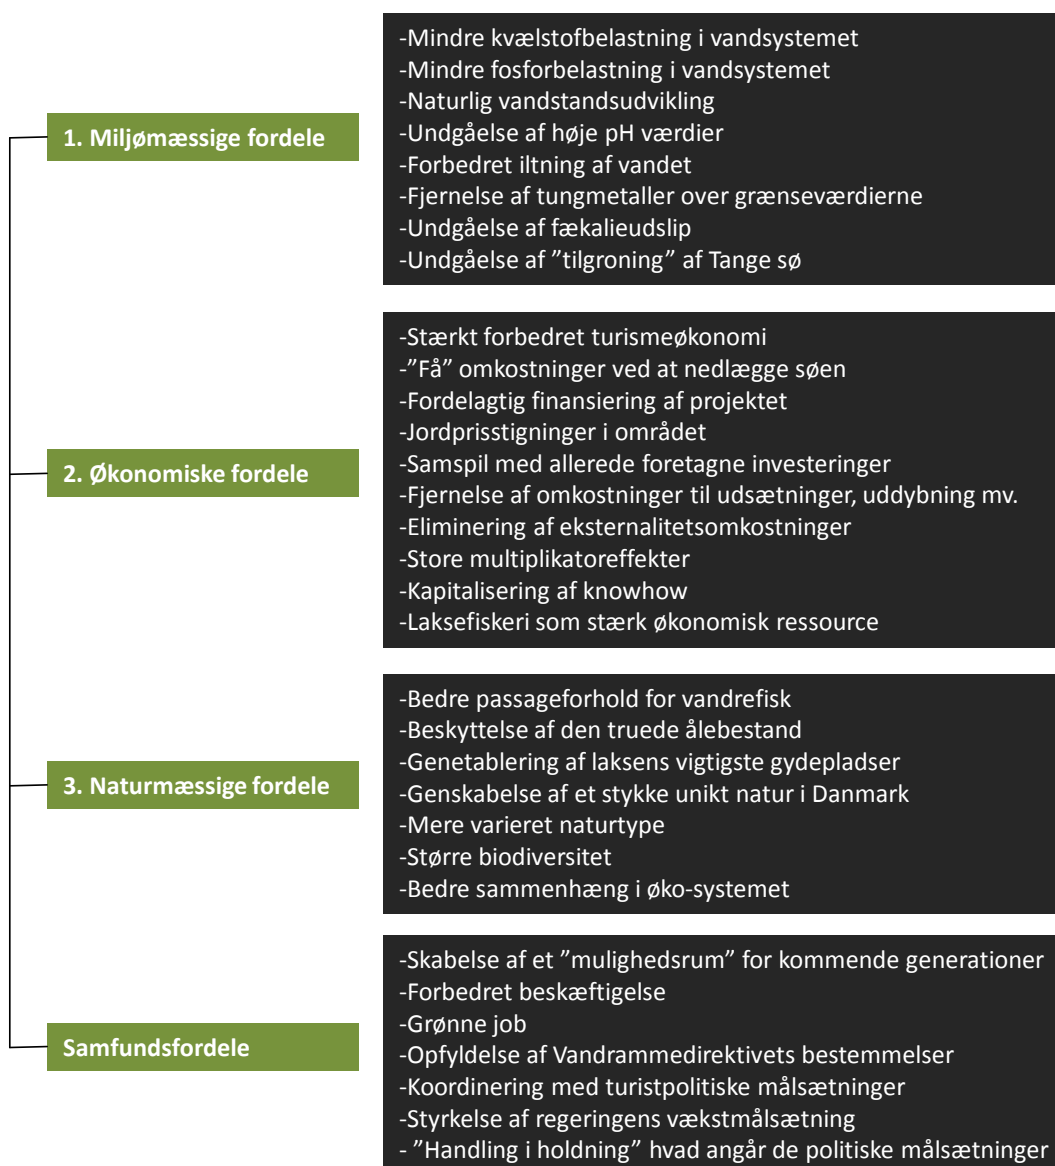 1. Miljømæssige fordele
-Mindre kvælstofbelastning i vandsystemet
-Mindre fosforbelastning i vandsystemet
-Naturlig vandstandsudvikling
-Undgåelse af høje pH værdier
-Forbedret iltning af vandet
-Fjernelse af tungmetaller over grænseværdierne
-Undgåelse af fækalieudslip
-Undgåelse af ”tilgroning” af Tange sø
2. Økonomiske fordele
-Stærkt forbedret turismeøkonomi
-”Få” omkostninger ved at nedlægge søen
-Fordelagtig finansiering af projektet
-Jordprisstigninger i området
-Samspil med allerede foretagne investeringer
-Fjernelse af omkostninger til udsætninger, uddybning mv.
-Eliminering af eksternalitetsomkostninger
-Store multiplikatoreffekter
-Kapitalisering af knowhow
-Laksefiskeri som stærk økonomisk ressource
3. Naturmæssige fordele
-Bedre passageforhold for vandrefisk
-Beskyttelse af den truede ålebestand
-Genetablering af laksens vigtigste gydepladser
-Genskabelse af et stykke unikt natur i Danmark
-Mere varieret naturtype
-Større biodiversitet
-Bedre sammenhæng i øko-systemet
Samfundsfordele
-Skabelse af et ”mulighedsrum” for kommende generationer
-Forbedret beskæftigelse
-Grønne job
-Opfyldelse af Vandrammedirektivets bestemmelser
-Koordinering med turistpolitiske målsætninger
-Styrkelse af regeringens vækstmålsætning
- ”Handling i holdning” hvad angår de politiske målsætninger